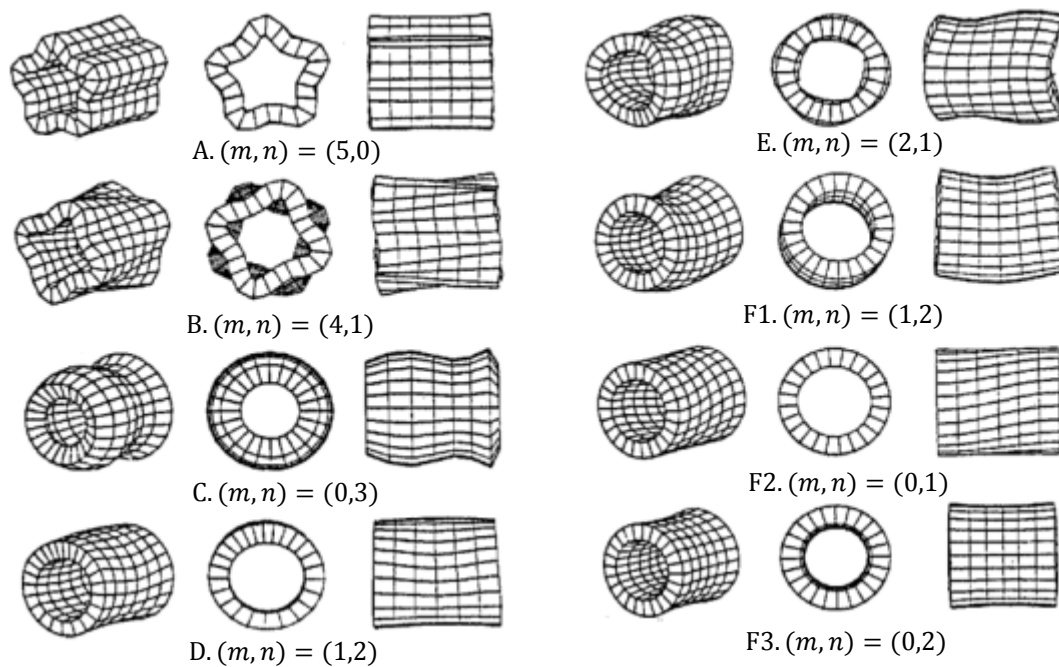 A. (m, n) = (5,0)
B. (m, n) = (4,1)
C. (m, n) = (0,3)
D. (m, n) = (1,2)
E. (m, n) = (2,1)
F1. (m, n) = (1,2)
F2. (m, n) = (0,1)
F3. (m, n) = (0,2)